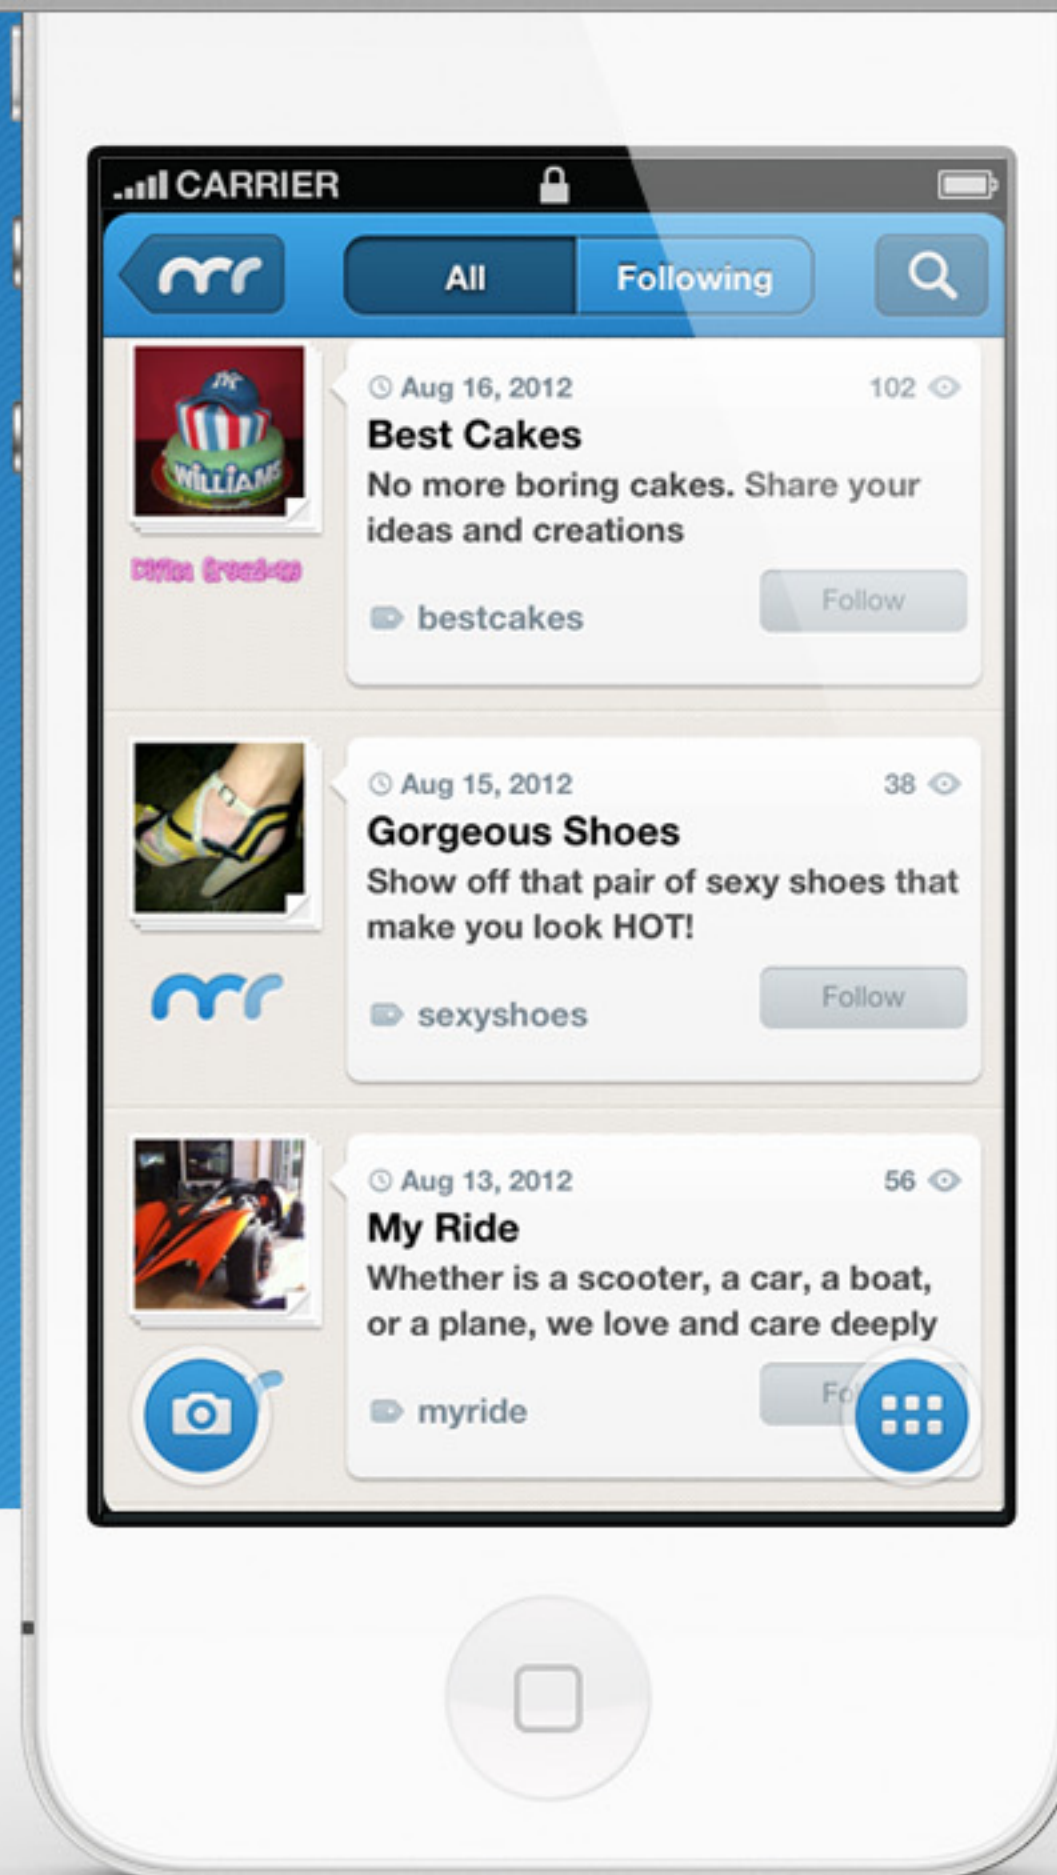 CARRIER
All
Following
Aug 16, 2012
102
Best Cakes
No more boring cakes. Share your
ideas and creations
bestcakes
Follow
WILLIAMS
Aug 15, 2012
38
Gorgeous Shoes
Show off that pair of sexy shoes that
make you look HOT!
sexyshoes
Follow
Aug 13, 2012
56
My Ride
Whether is a scooter, a car, a boat,
or a plane, we love and care deeply
myride